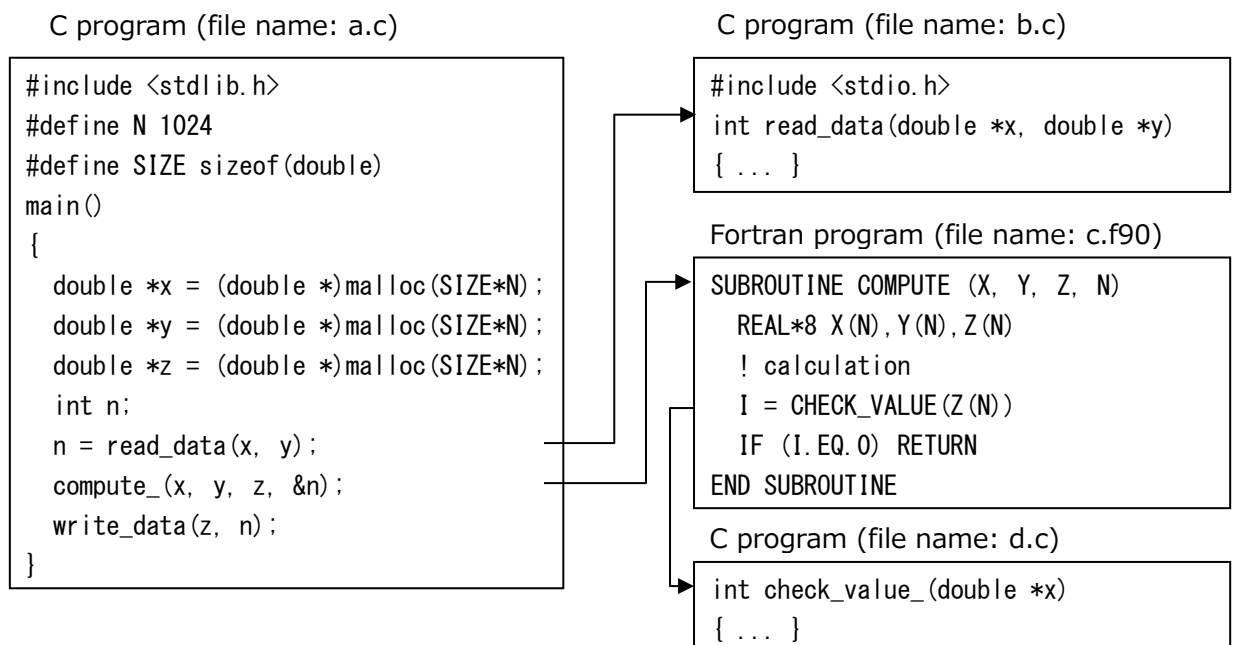 C program (file name: a.c)
#include <stdlib.h>
#define N 1024
#define SIZE sizeof(double)
main()
{
  double *x = (double *)malloc(SIZE*N);
  double *y = (double *)malloc(SIZE*N);
  double *z = (double *)malloc(SIZE*N);
  int n;
  n = read_data(x, y);
  compute_(x, y, z, &n);
  write_data(z, n);
}
C program (file name: b.c)
#include <stdio.h>
int read_data(double *x, double *y)
{ ... }
Fortran program (file name: c.f90)
SUBROUTINE COMPUTE (X, Y, Z, N)
  REAL*8 X(N),Y(N),Z(N)
  ! calculation
  I = CHECK_VALUE(Z(N))
  IF (I.EQ.0) RETURN
END SUBROUTINE
C program (file name: d.c)
int check_value_(double *x)
{ ... }